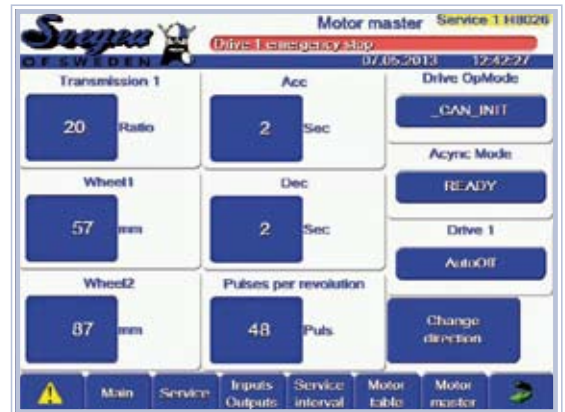 Motor master
Service 1 H8026
Drive 1 emergency stop
OF SWEDEN
07.05.2013
12:42:27
Transmission 1
20
Ratio
Acc
2
Sec
Drive OpMode
_CAN_INIT
Acync Mode
READY
Wheel1
57
mm
Dec
2
Sec
Drive 1
AutoOff
Wheel2
87
mm
Pulses per revolution
48
Puls
Change
direction
Main
Service
Inputs
Outputs
Service
interval
Motor
table
Motor
master